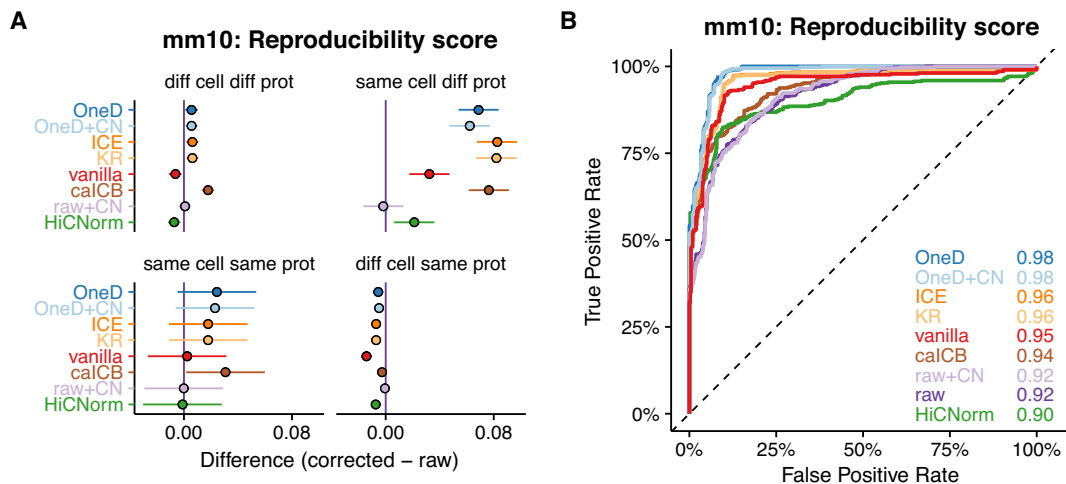 A
mm10: Reproducibility score
diff cell diff prot
same cell diff prot
OneD
OneD+CN
ICE
KR
vanilla
caICB
raw+CN
HiCNorm
same cell same prot
diff cell same prot
OneD
OneD+CN
ICE
KR
vanilla
caICB
raw+CN
HiCNorm
0.00 0.08 0.00 0.08
Difference (corrected − raw)
B
mm10: Reproducibility score
True Positive Rate
100%
75%
50%
25%
0%
OneD 0.98
OneD+CN 0.98
ICE 0.96
KR 0.96
vanilla 0.95
caICB 0.94
raw+CN 0.92
raw 0.92
HiCNorm 0.90
0% 25% 50% 75% 100%
False Positive Rate